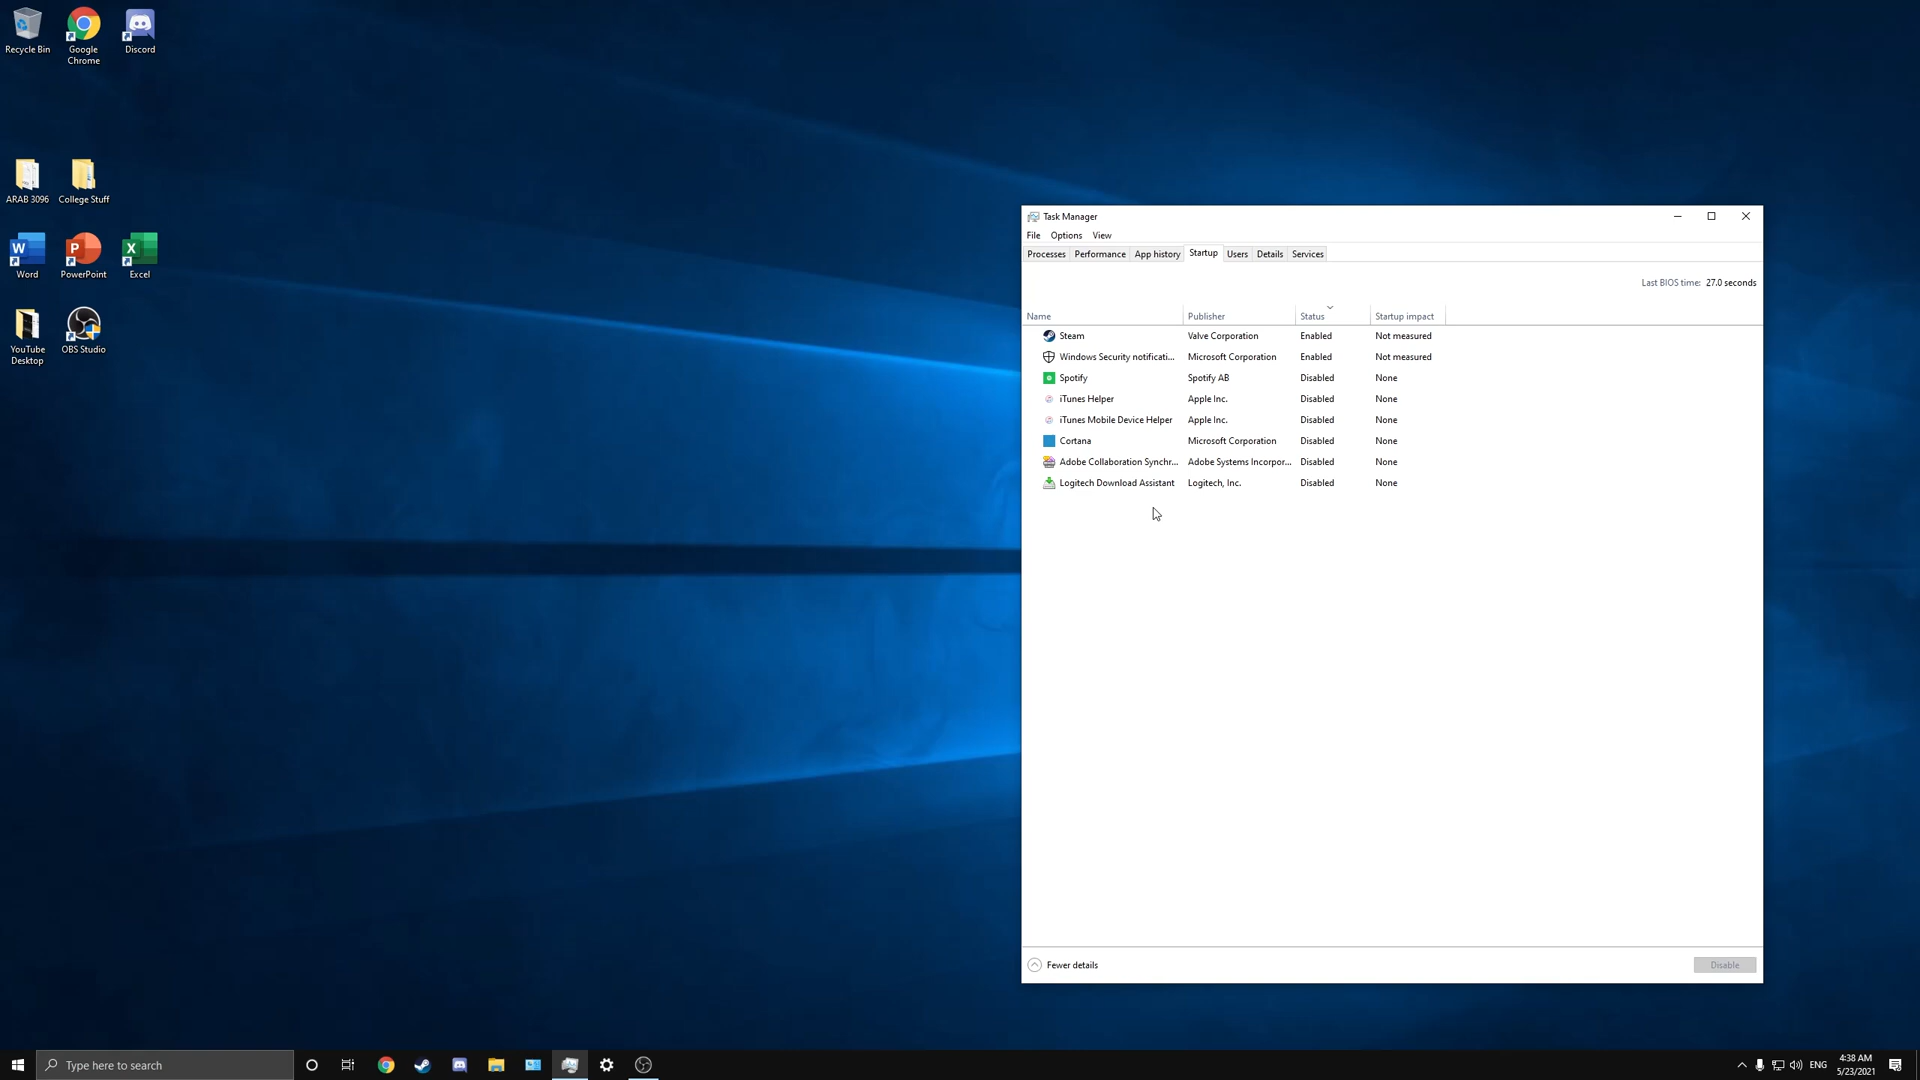 Recycle Bin
Google
Chrome
Discord
ARAB 3096
College Stuff
W
Word
P
PowerPoint
X
Excel
YouTube
Desktop
OBS Studio
Task Manager
File Options View
Processes Performance App history Startup Users Details Services
Last BIOS time: 27.0 seconds
Name Publisher Status Startup impact
Steam Valve Corporation Enabled Not measured
Windows Security notificati... Microsoft Corporation Enabled Not measured
Spotify Spotify AB Disabled None
iTunes Helper Apple Inc. Disabled None
iTunes Mobile Device Helper Apple Inc. Disabled None
Cortana Microsoft Corporation Disabled None
Adobe Collaboration Synchr... Adobe Systems Incorpor... Disabled None
Logitech Download Assistant Logitech, Inc. Disabled None
Fewer details
Disable
Type here to search
ENG
4:38 AM
5/23/2021